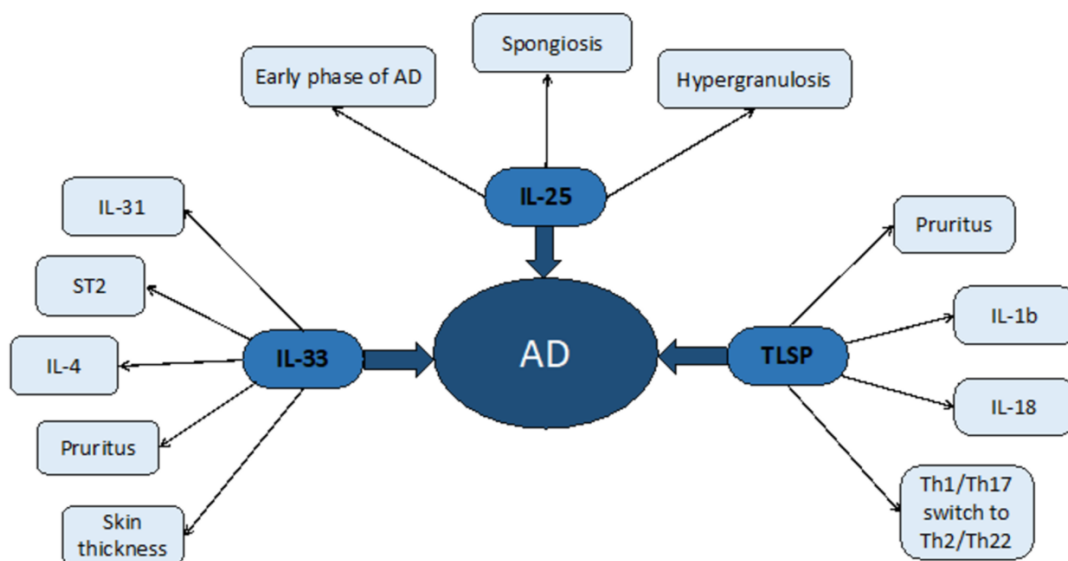 Spongiosis
Early phase of AD
Hypergranulosis
IL-25
IL-31
Pruritus
ST2
IL-1b
IL-33
AD
TLSP
IL-4
IL-18
Pruritus
Th1/Th17
switch to
Th2/Th22
Skin
thickness